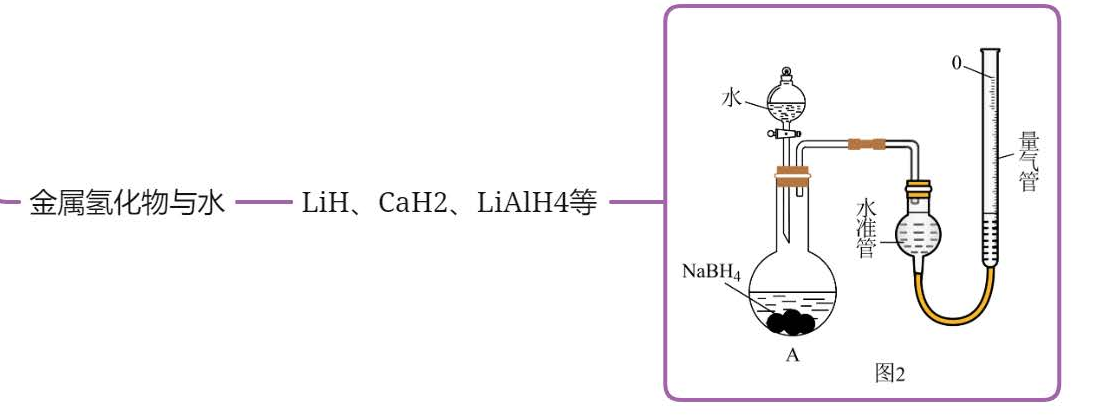 金属氢化物与水
LiH、CaH2、LiAlH4等
0
水
量气管
水准管
NaBH₄
A
图2